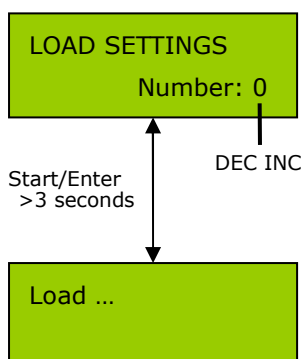 LOAD SETTINGS
Number: 0
DEC INC
Start/Enter
>3 seconds
Load ...